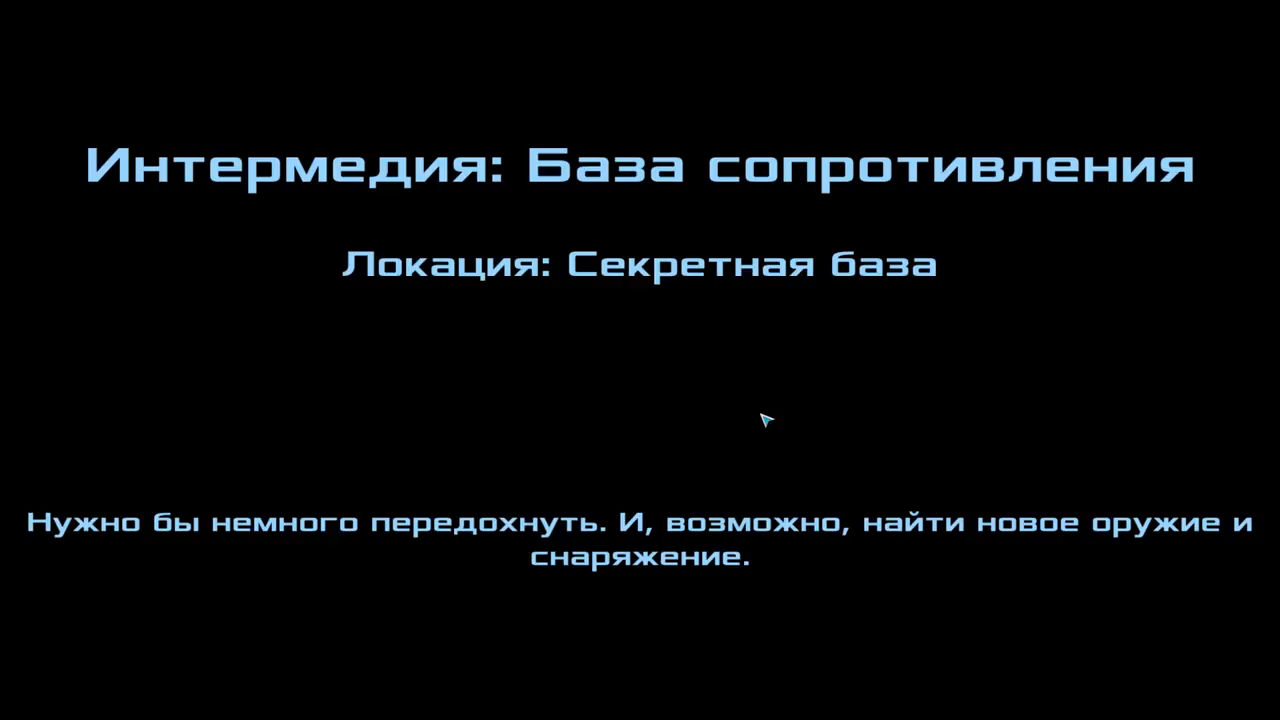 Интермедия: База сопротивления
Локация: Секретная база
Нужно бы немного передохнуть. И, возможно, найти новое оружие и
снаряжение.